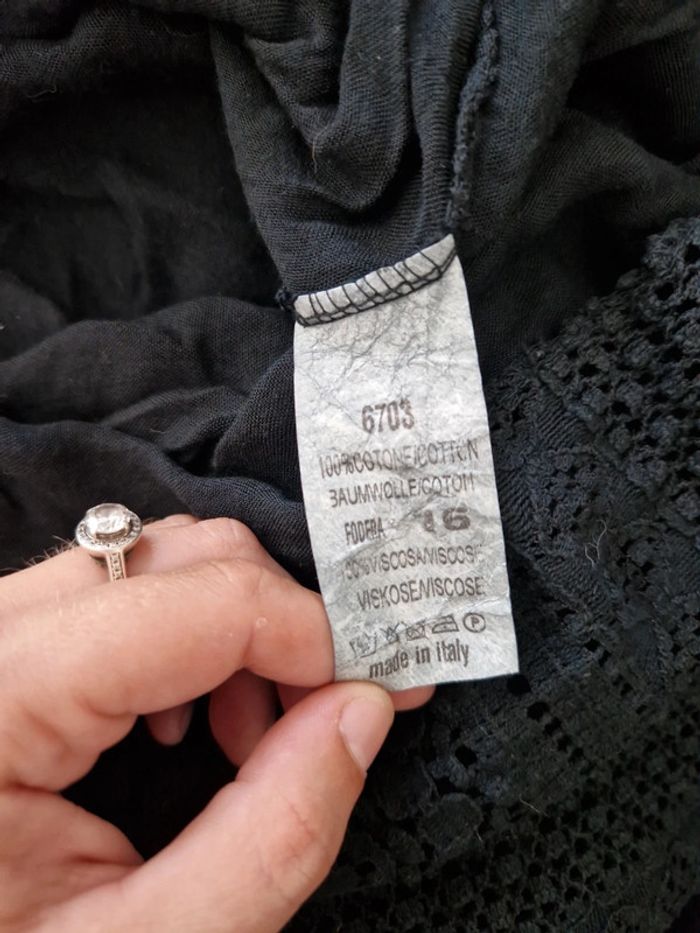 6703
100%COTONE/COTTON
BAUMWOLLE/COTON
FODERA 16
100%VISCOSA/VISCOSE
VISKOSE/VISCOSE
P
made in italy